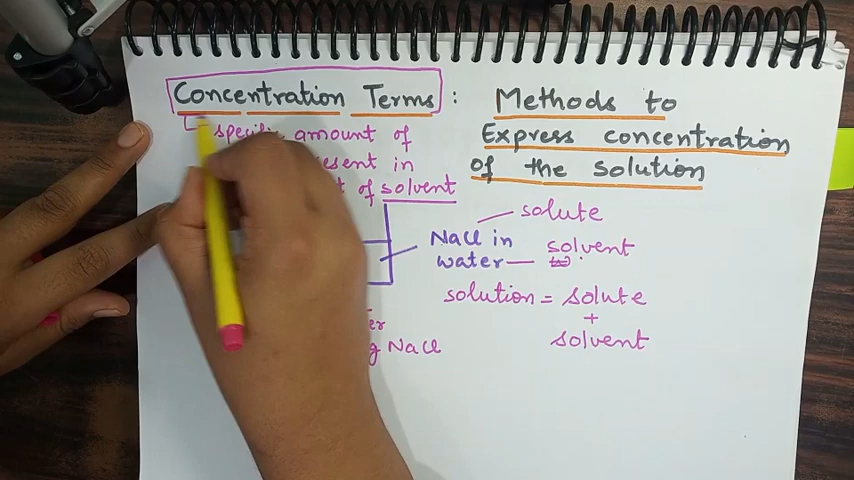 Concentration Terms : Methods to
Express concentration
of the solution
specific amount of
present in
of solvent
solute
NaCl in
solvent
water
solution = solute
+
solvent
NaCl